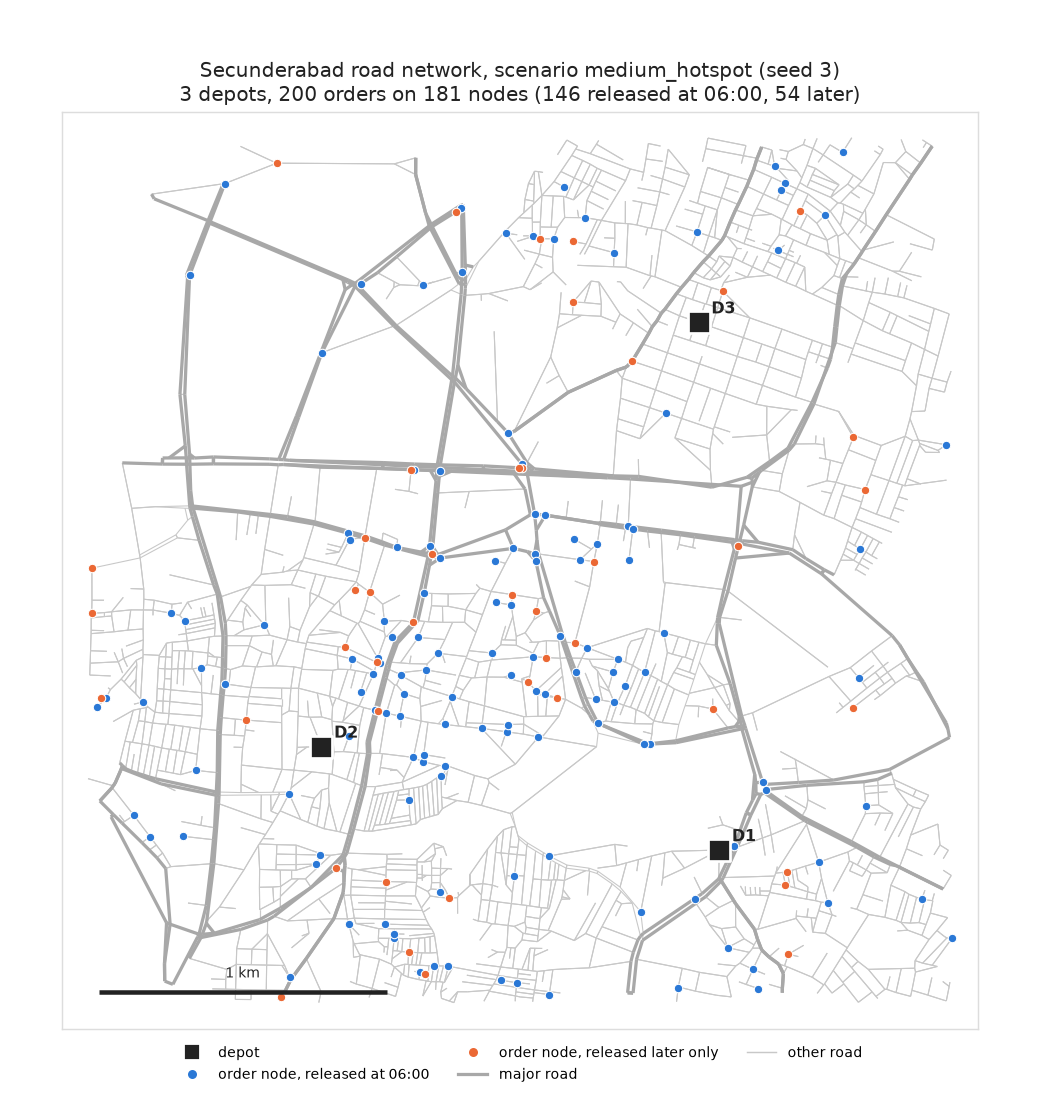 Secunderabad road network, scenario medium_hotspot (seed 3)
3 depots, 200 orders on 181 nodes (146 released at 06:00, 54 later)
D3
D2
D1
1 km
depot
order node, released later only
other road
order node, released at 06:00
major road